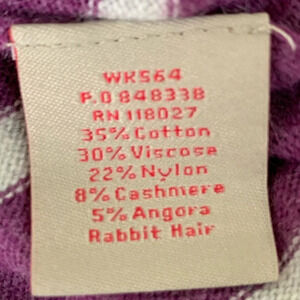 WK564
P.O 848338
RN 118027
35% Cotton
30% Viscose
22% Nylon
8% Cashmere
5% Angora
Rabbit Hair